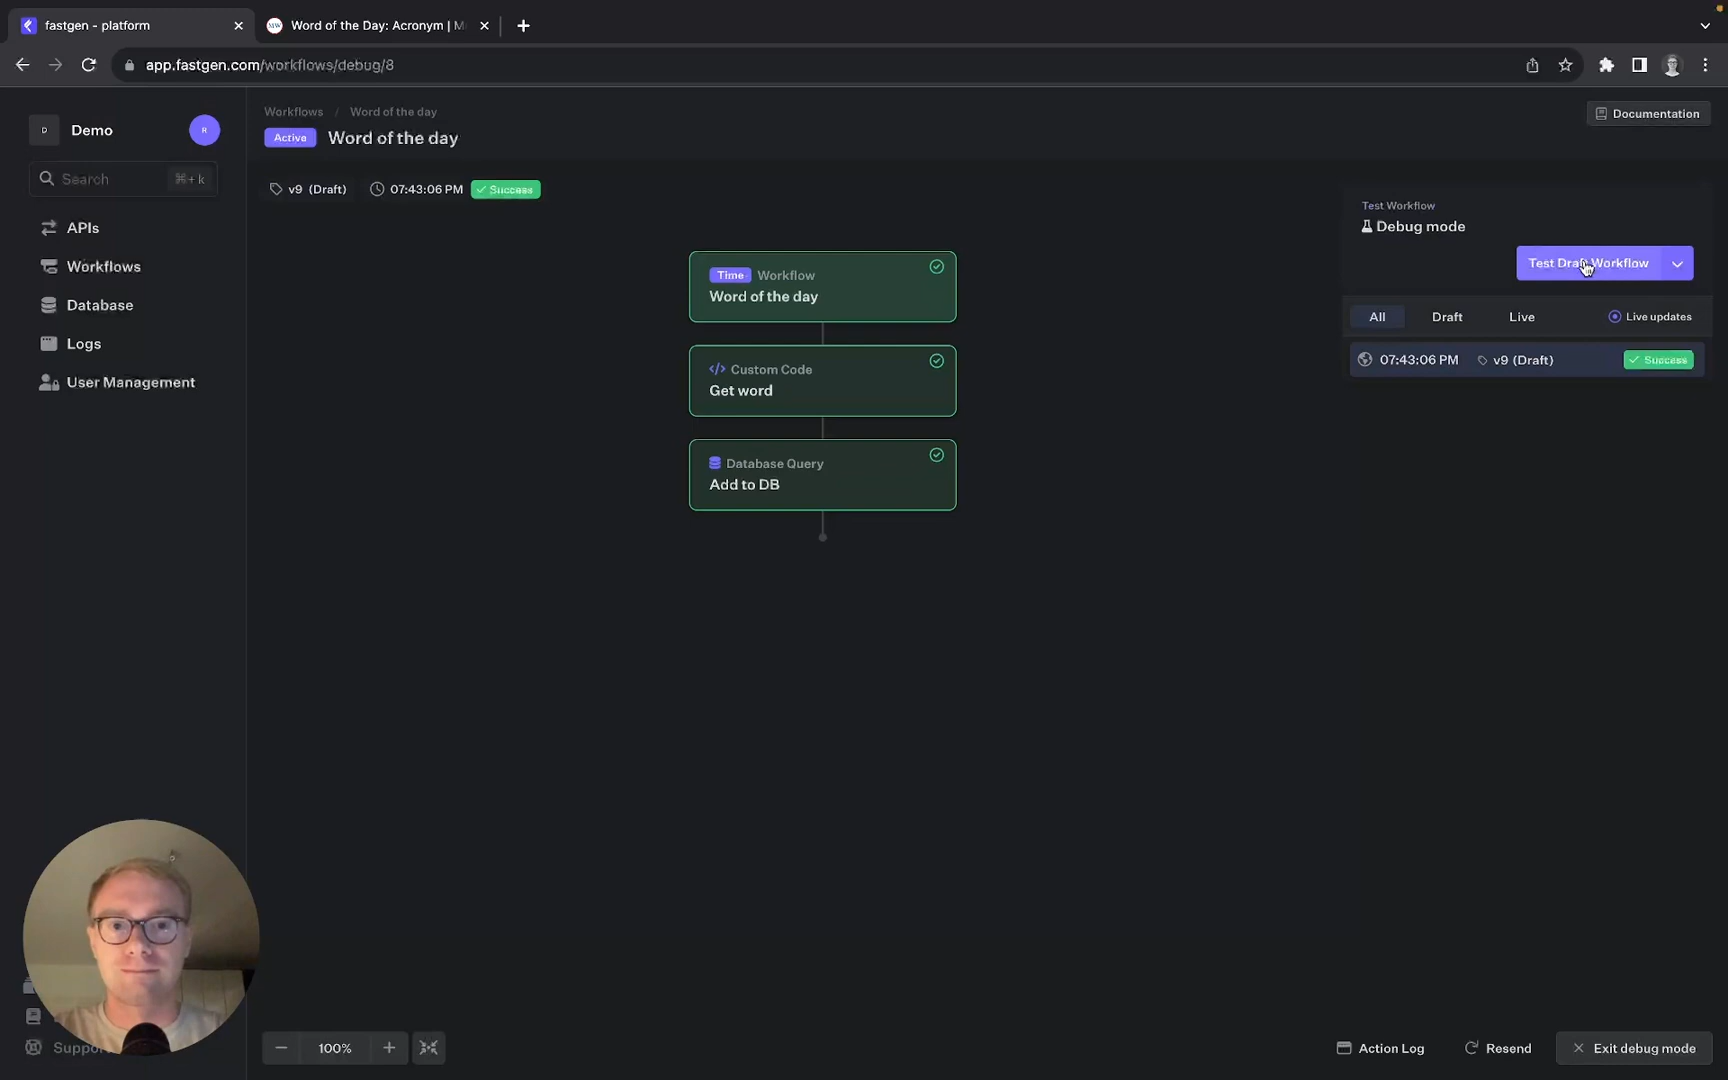 fastgen - platform
Word of the Day: Acronym | M
app.fastgen.com/workflows/debug/8
D
Demo
R
Search
⌘+ k
APIs
Workflows
Database
Logs
User Management
Workflows / Word of the day
Active
Word of the day
Documentation
v9 (Draft)
07:43:06 PM
Success
Time
Workflow
Word of the day
Custom Code
Get word
Database Query
Add to DB
Test Workflow
Debug mode
Test Draft Workflow
All
Draft
Live
Live updates
07:43:06 PM
v9 (Draft)
Success
100%
Action Log
Resend
Exit debug mode